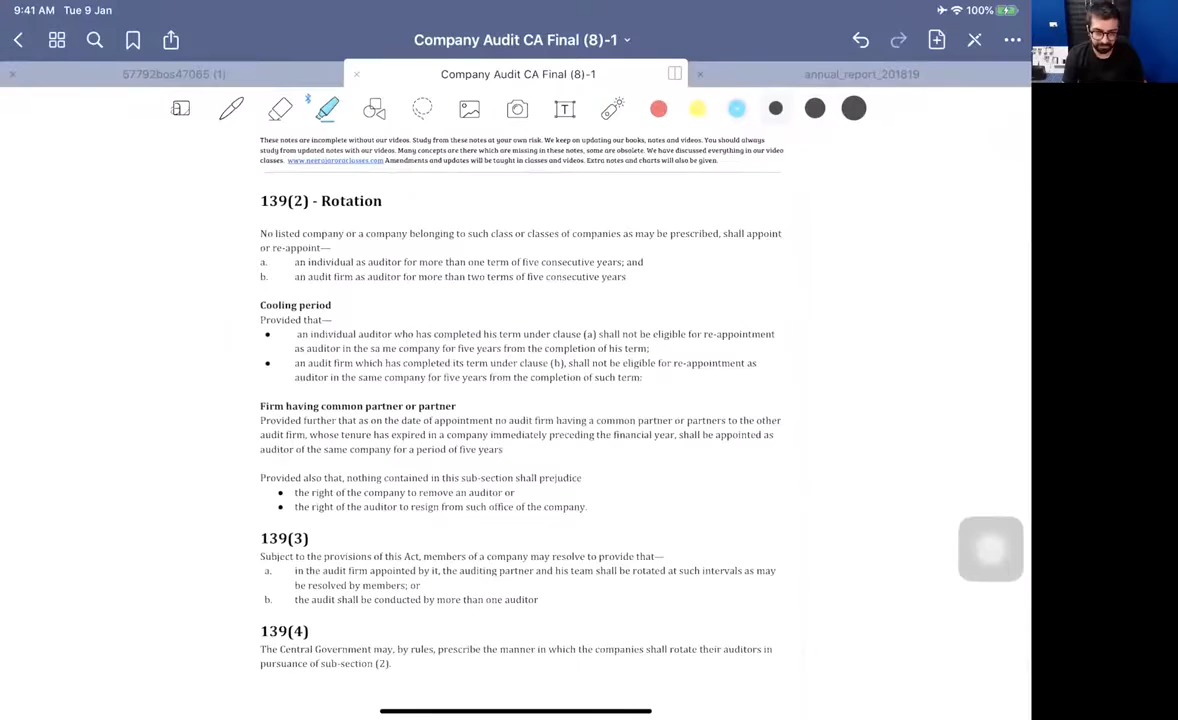 9:41 AM Tue 9 Jan
100%
Company Audit CA Final (8)-1
57792bos47065 (1)
Company Audit CA Final (8)-1
annual_report_201819
These notes are incomplete without our videos. Study from these notes at your own risk. We keep on updating our books, notes and videos. You should always
study from updated notes with our videos. Many concepts are there which are missing in these notes, some are obsolete. We have discussed everything in our video
classes. www.neerajaroraclasses.com Amendments and updates will be taught in classes and videos. Extra notes and charts will also be given.
139(2) - Rotation
No listed company or a company belonging to such class or classes of companies as may be prescribed, shall appoint
or re-appoint—
a. an individual as auditor for more than one term of five consecutive years; and
b. an audit firm as auditor for more than two terms of five consecutive years
Cooling period
Provided that—
• an individual auditor who has completed his term under clause (a) shall not be eligible for re-appointment
as auditor in the sa me company for five years from the completion of his term;
• an audit firm which has completed its term under clause (b), shall not be eligible for re-appointment as
auditor in the same company for five years from the completion of such term:
Firm having common partner or partner
Provided further that as on the date of appointment no audit firm having a common partner or partners to the other
audit firm, whose tenure has expired in a company immediately preceding the financial year, shall be appointed as
auditor of the same company for a period of five years
Provided also that, nothing contained in this sub-section shall prejudice
• the right of the company to remove an auditor or
• the right of the auditor to resign from such office of the company.
139(3)
Subject to the provisions of this Act, members of a company may resolve to provide that—
a. in the audit firm appointed by it, the auditing partner and his team shall be rotated at such intervals as may
be resolved by members; or
b. the audit shall be conducted by more than one auditor
139(4)
The Central Government may, by rules, prescribe the manner in which the companies shall rotate their auditors in
pursuance of sub-section (2).